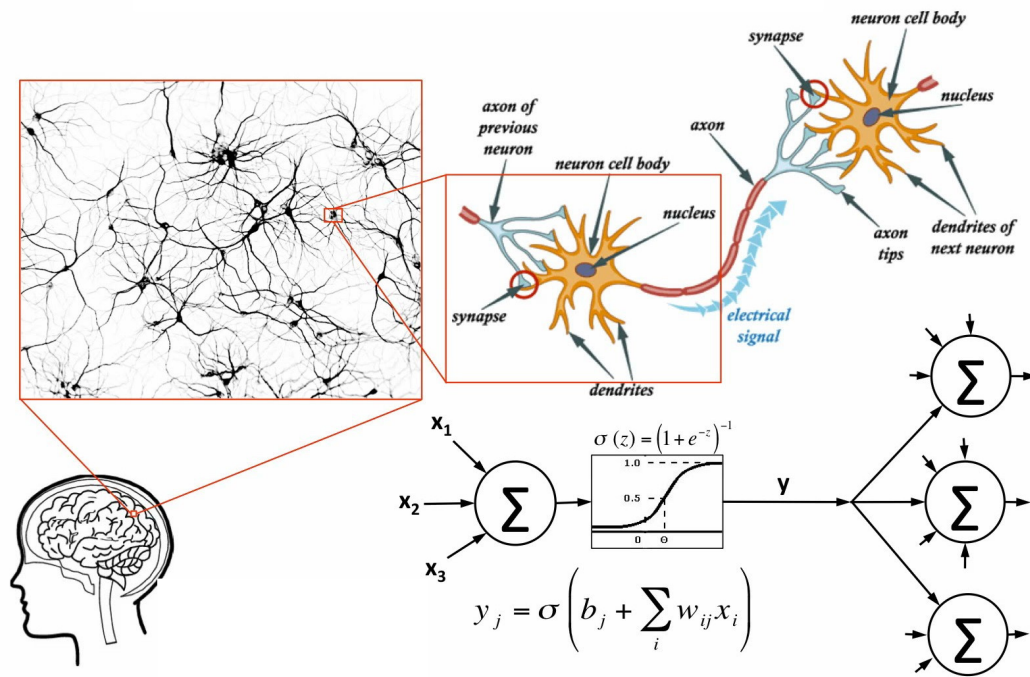 neuron cell body
synapse
nucleus
axon of
previous
neuron
axon
neuron cell body
nucleus
axon
tips
dendrites of
next neuron
synapse
electrical
signal
dendrites
x₁
x₂
x₃
Σ
σ(z) = (1 + e⁻ᶻ)⁻¹
1.0
0.5
0 Θ
y
Σ
Σ
Σ
y_j = σ(b_j + ∑_i w_ij x_i)